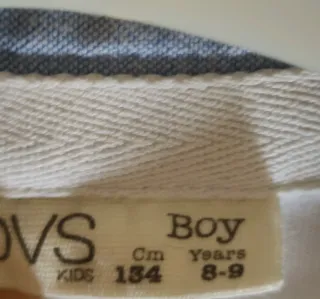 OVS Boy
Cm Years
KIDS 134 8-9